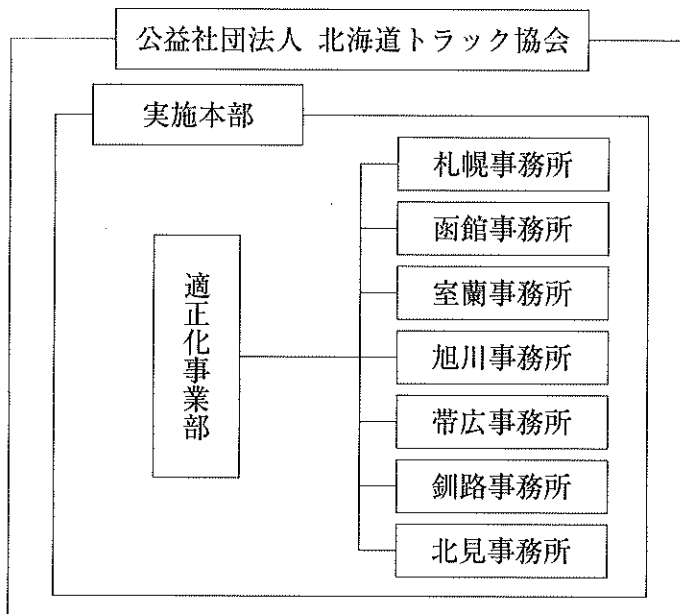 公益社団法人 北海道トラック協会
実施本部
適正化事業部
札幌事務所
函館事務所
室蘭事務所
旭川事務所
帯広事務所
釧路事務所
北見事務所